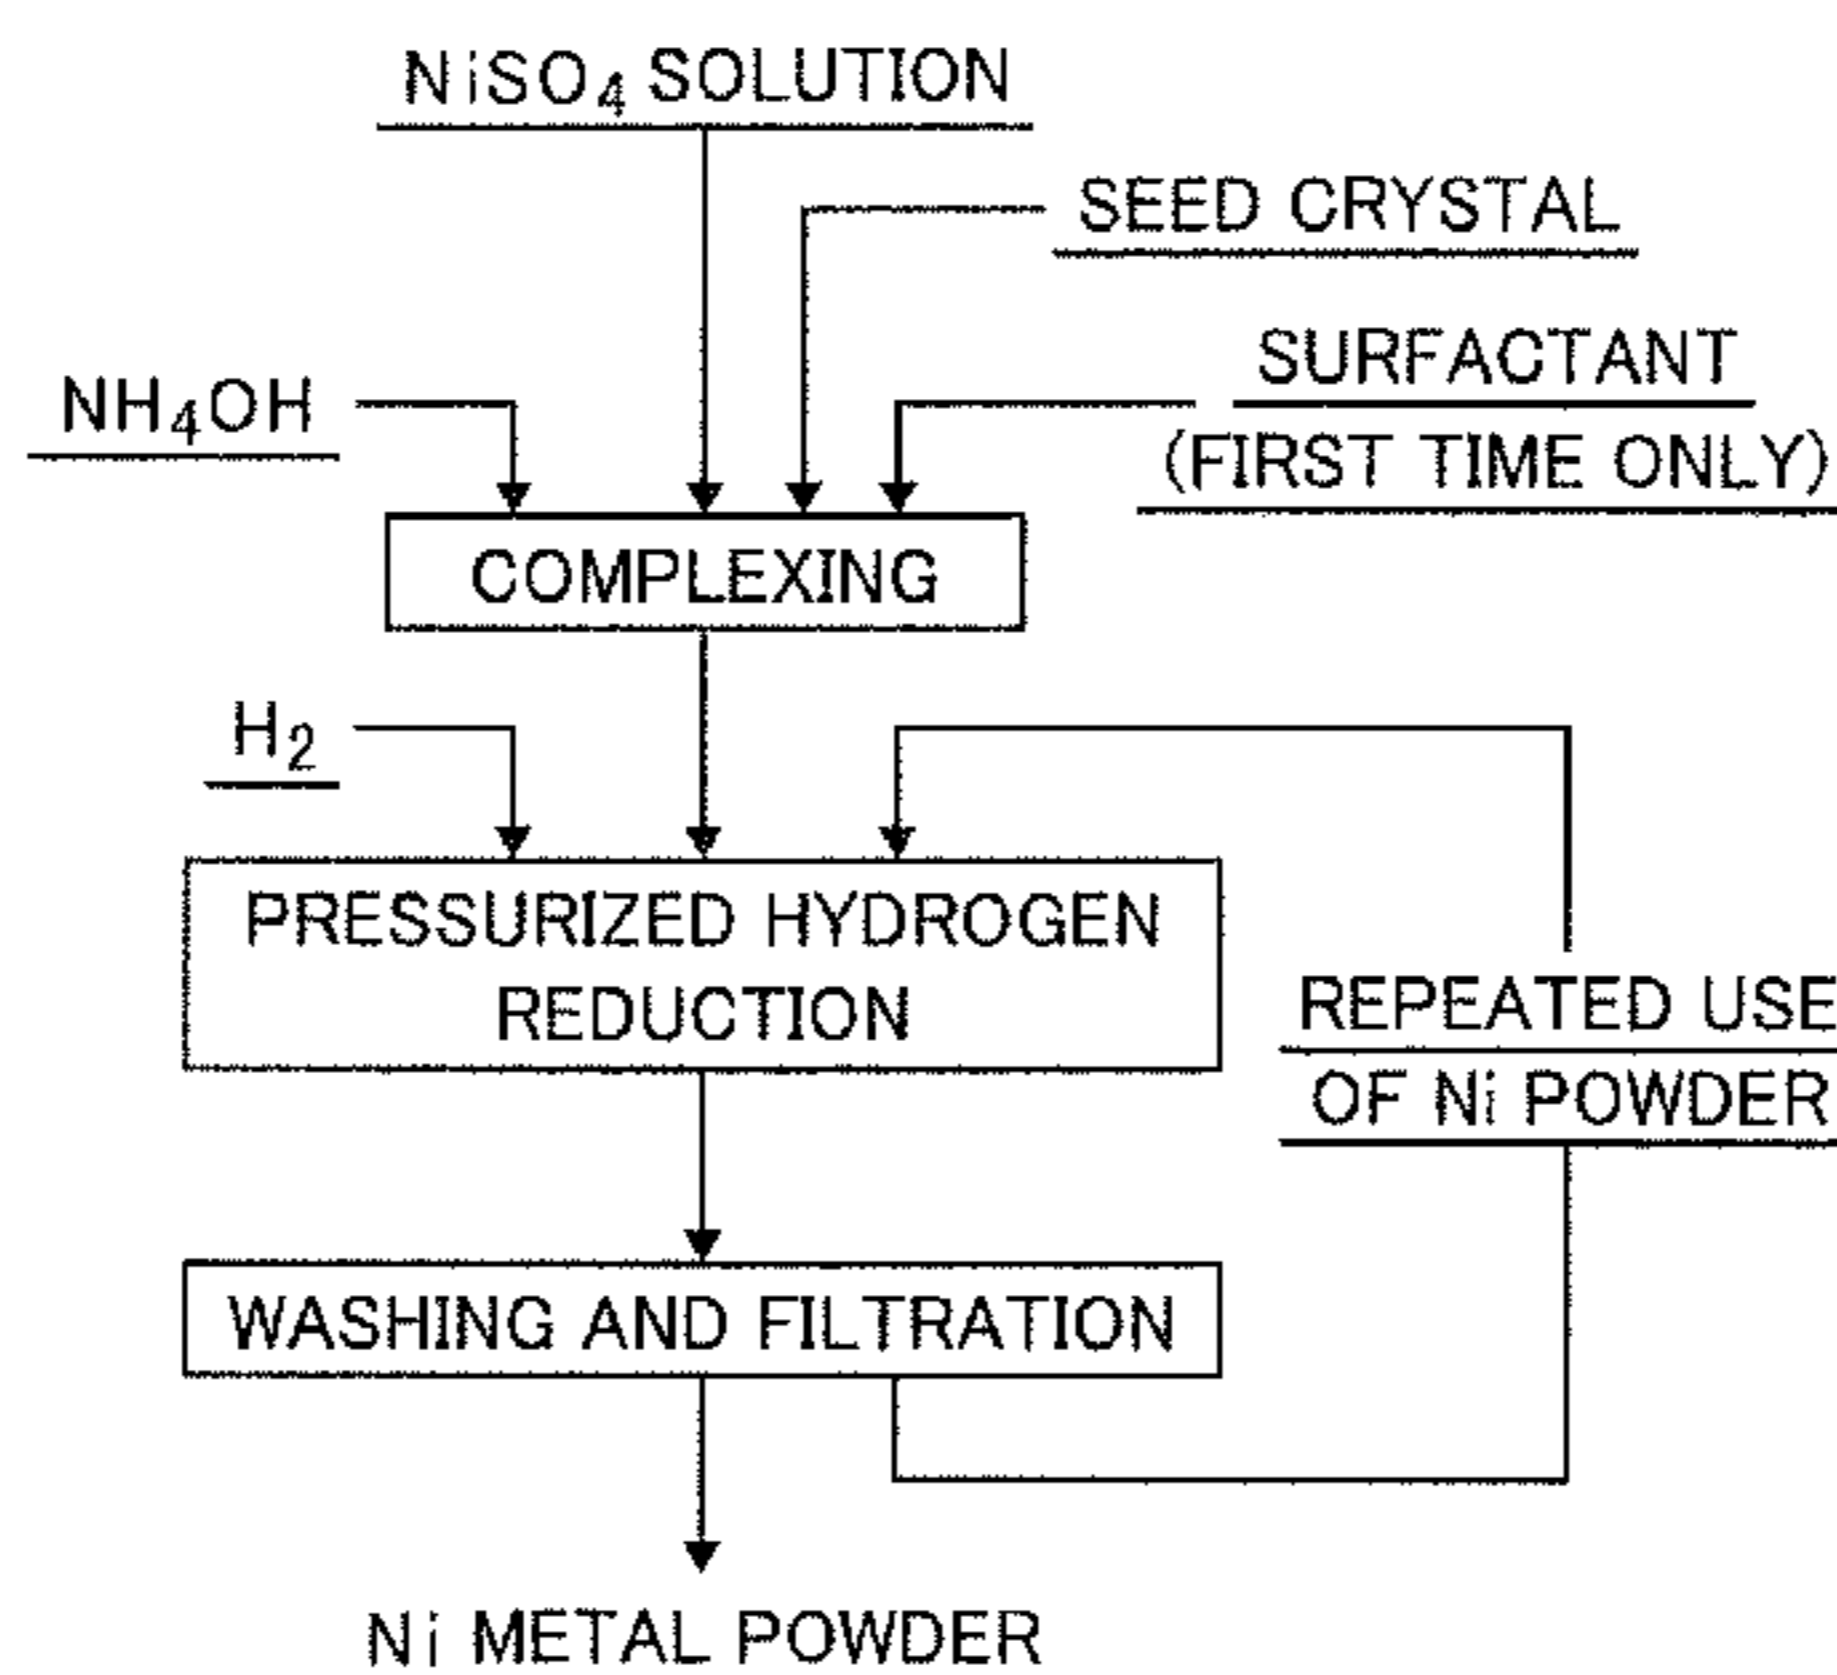 NiSO₄ SOLUTION
SEED CRYSTAL
SURFACTANT
(FIRST TIME ONLY)
NH₄OH
COMPLEXING
H₂
PRESSURIZED HYDROGEN
REDUCTION
REPEATED USE
OF Ni POWDER
WASHING AND FILTRATION
Ni METAL POWDER